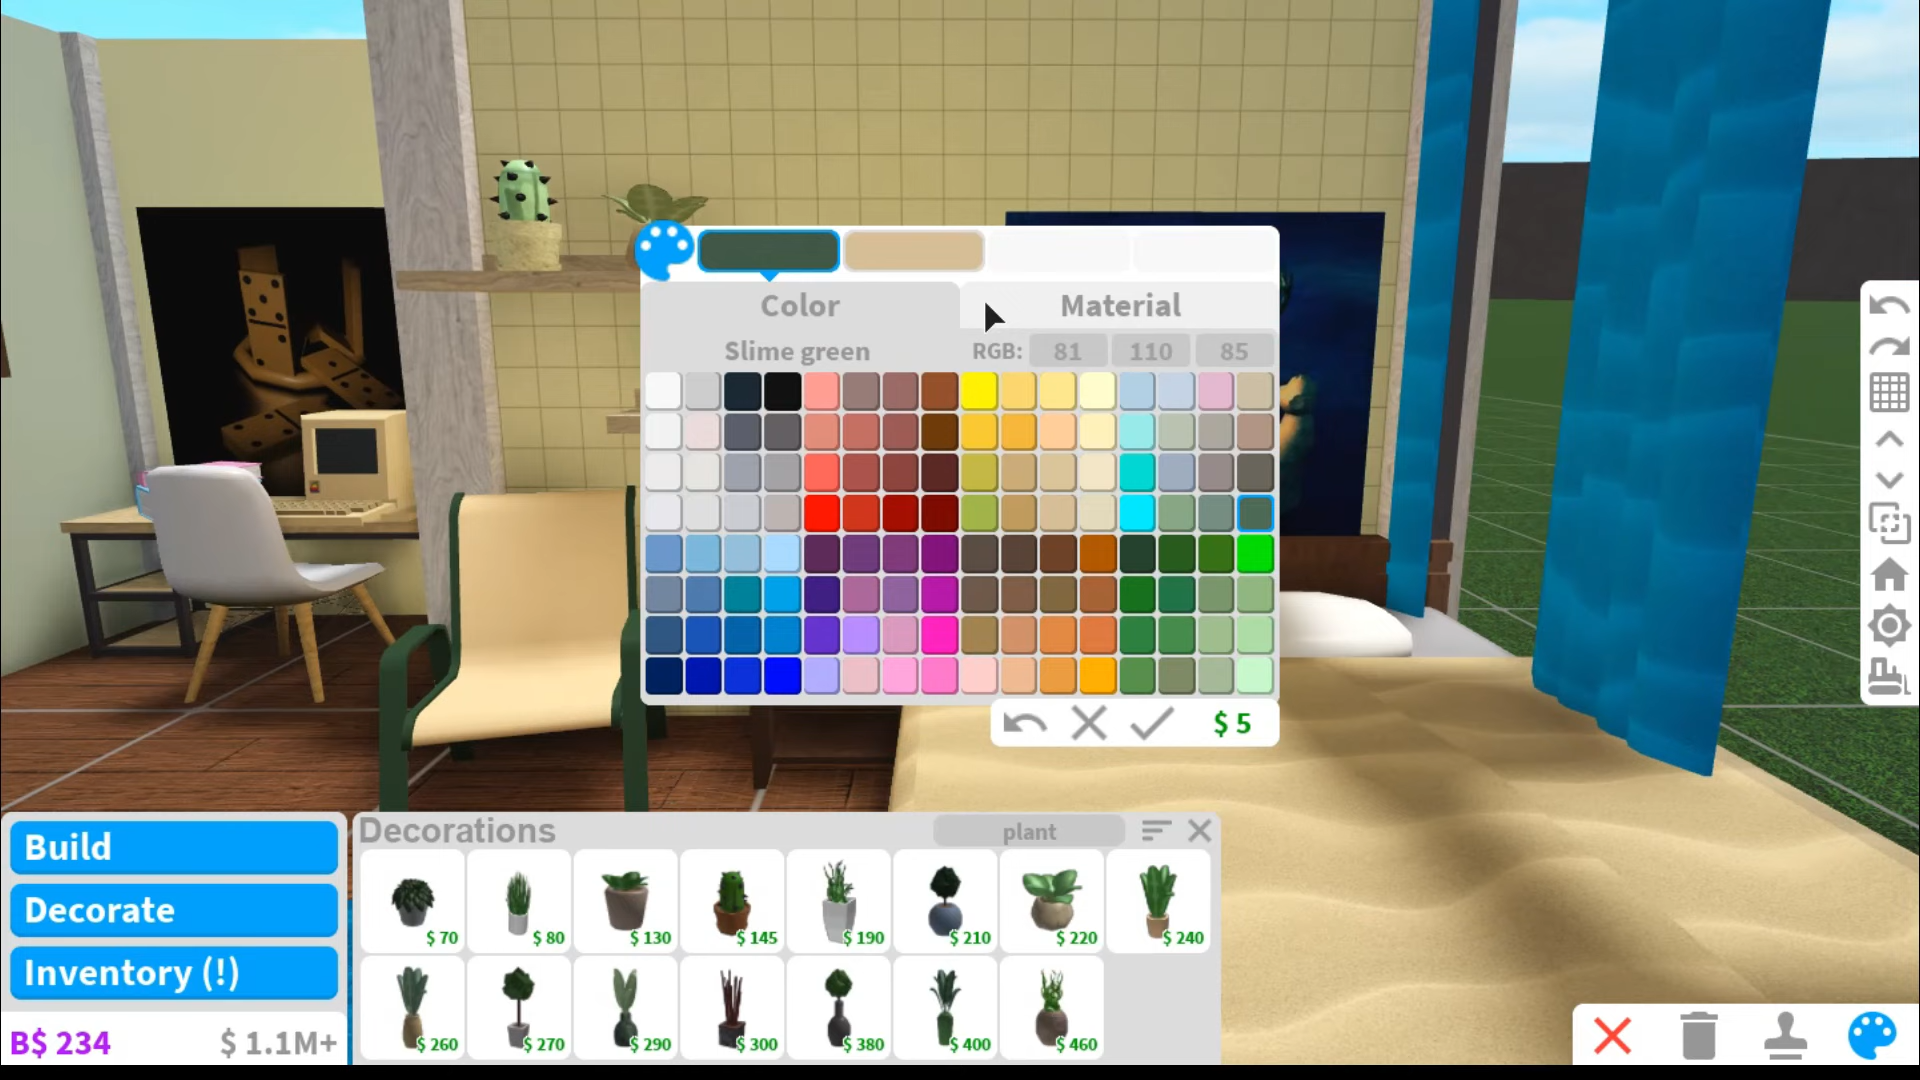 Color
Material
Slime green
RGB: 81 110 85
$ 5
Decorations
plant
Build
Decorate
Inventory (!)
B$ 234
$ 1.1M+
$ 70
$ 80
$ 130
$ 145
$ 190
$ 210
$ 220
$ 240
$ 260
$ 270
$ 290
$ 300
$ 380
$ 400
$ 460